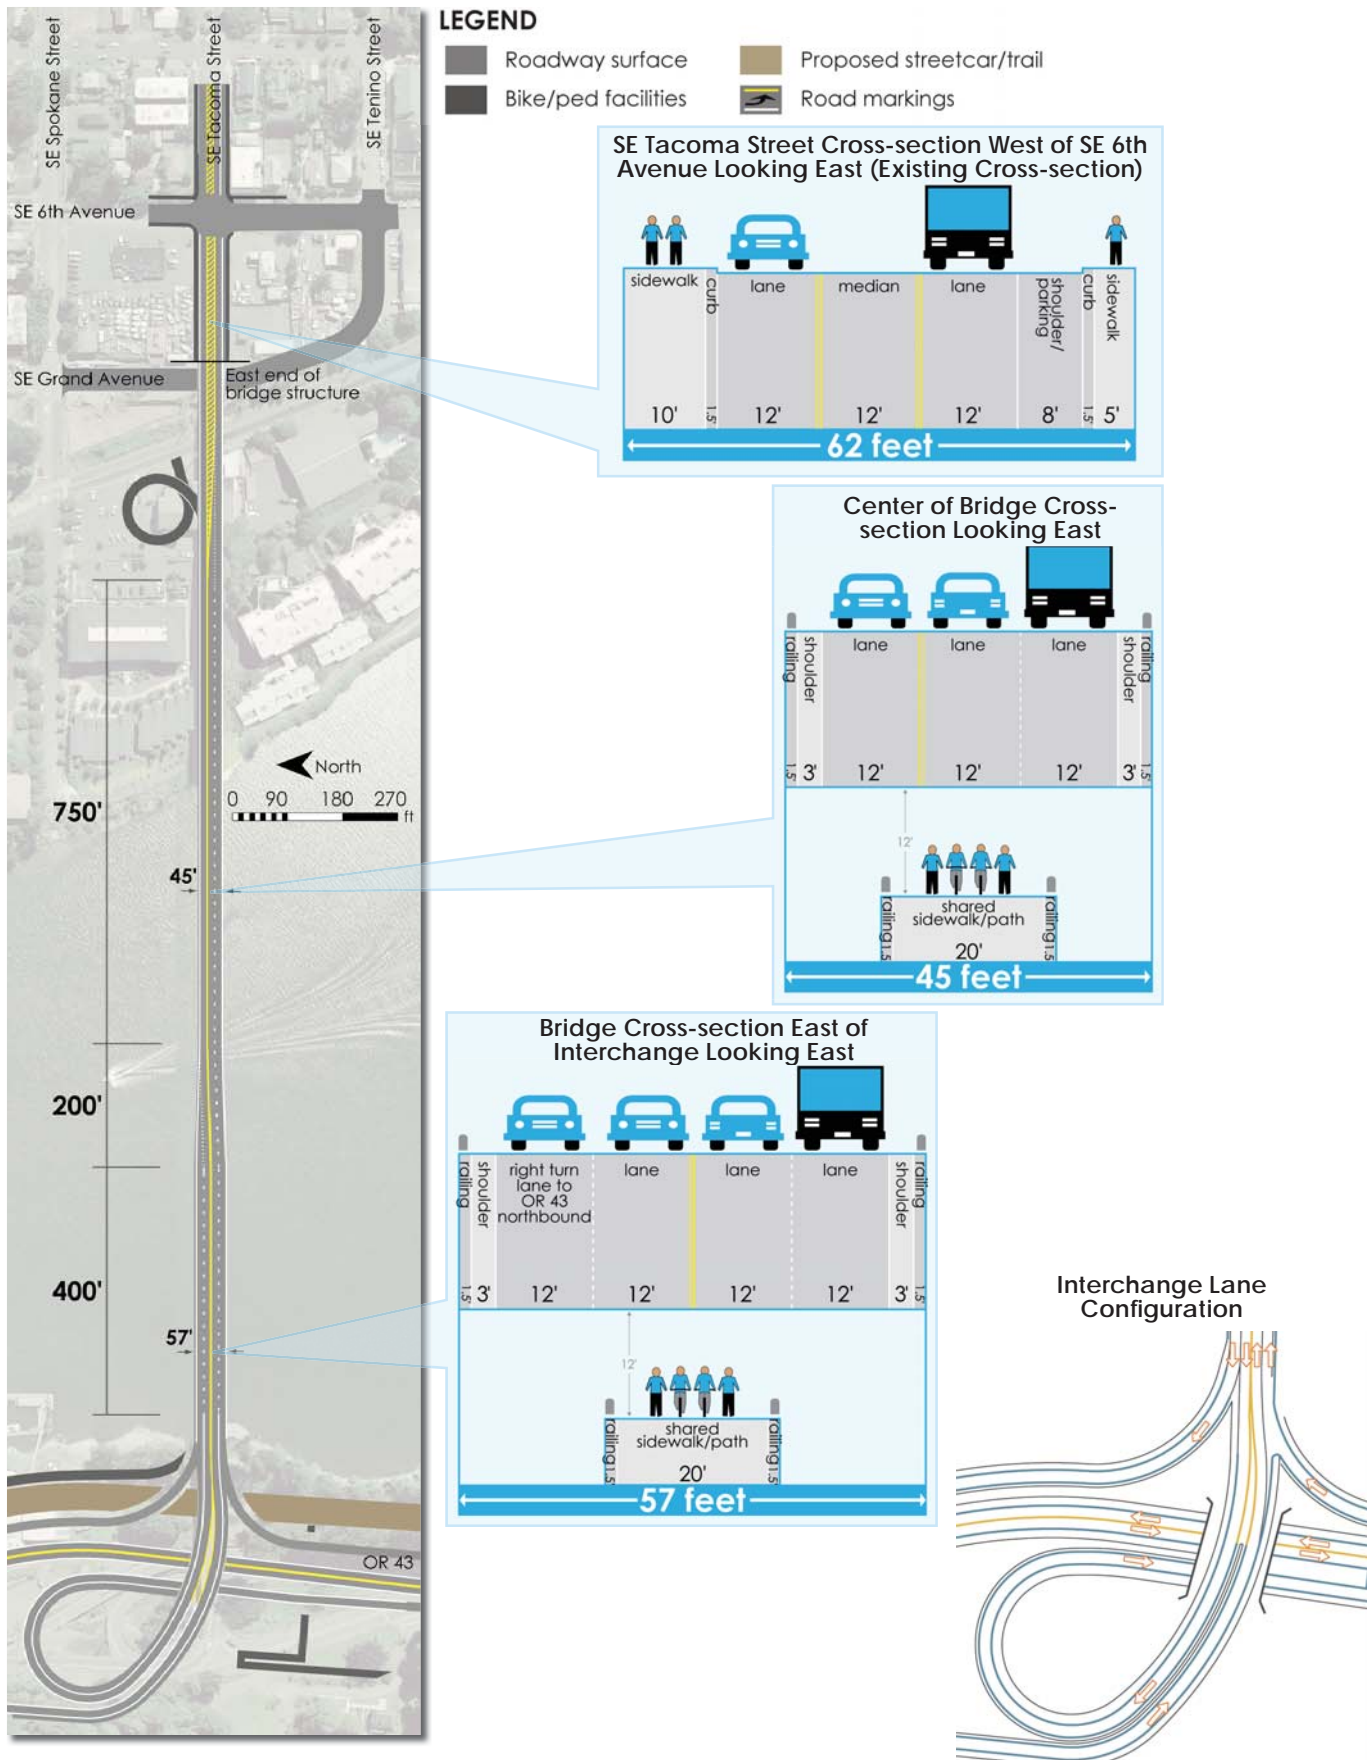 LEGEND
Roadway surface
Proposed streetcar/trail
Bike/ped facilities
Road markings
SE Spokane Street
SE Tacoma Street
SE Tenino Street
SE 6th Avenue
SE Grand Avenue
East end of
bridge structure
North
0 90 180 270
ft
750'
45'
200'
400'
57'
OR 43
SE Tacoma Street Cross-section West of SE 6th
Avenue Looking East (Existing Cross-section)
sidewalk
curb
lane
median
lane
shoulder/
parking
curb
sidewalk
10'
1.5'
12'
12'
12'
8'
1.5'
5'
62 feet
Center of Bridge Cross-
section Looking East
railing
shoulder
lane
lane
lane
shoulder
railing
1.5'
3'
12'
12'
12'
3'
1.5'
12'
railing
shared
sidewalk/path
railing
1.5'
20'
1.5'
45 feet
Bridge Cross-section East of
Interchange Looking East
railing
shoulder
right turn
lane to
OR 43
northbound
lane
lane
lane
shoulder
railing
1.5'
3'
12'
12'
12'
12'
3'
1.5'
12'
railing
shared
sidewalk/path
railing
1.5'
20'
1.5'
57 feet
Interchange Lane
Configuration